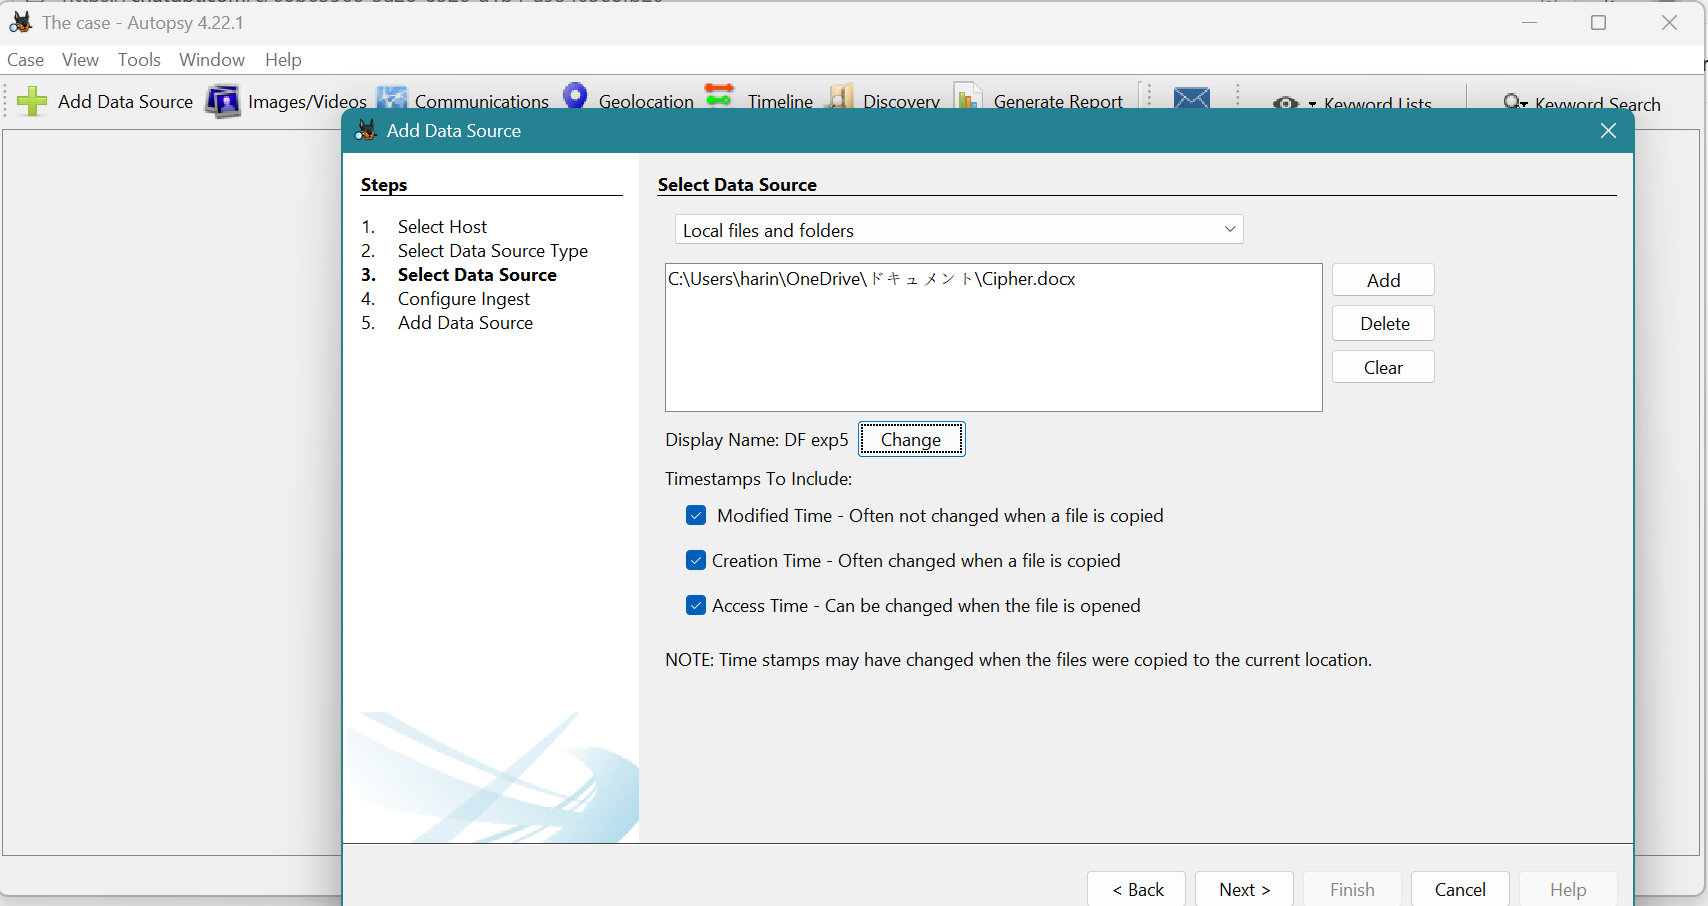 The case - Autopsy 4.22.1
Case View Tools Window Help
Add Data Source Images/Videos Communications Geolocation Timeline Discovery Generate Report Keyword Lists Keyword Search
Add Data Source
Steps
1. Select Host
2. Select Data Source Type
3. Select Data Source
4. Configure Ingest
5. Add Data Source
Select Data Source
Local files and folders
C:\Users\harin\OneDrive\ドキュメント\Cipher.docx
Add
Delete
Clear
Display Name: DF exp5 Change
Timestamps To Include:
Modified Time - Often not changed when a file is copied
Creation Time - Often changed when a file is copied
Access Time - Can be changed when the file is opened
NOTE: Time stamps may have changed when the files were copied to the current location.
< Back Next > Finish Cancel Help